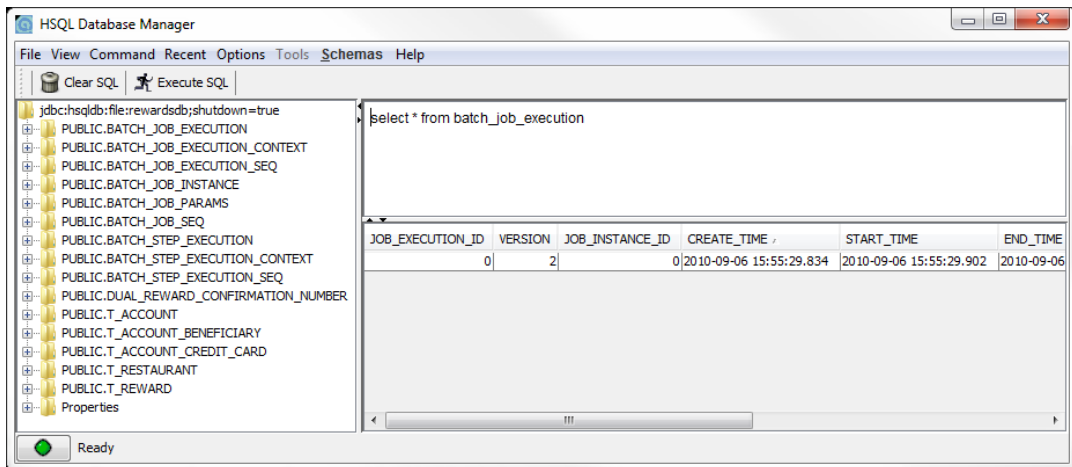 HSQL Database Manager
File View Command Recent Options Tools Schemas Help
Clear SQL Execute SQL
jdbc:hsqldb:file:rewardsdb;shutdown=true
PUBLIC.BATCH_JOB_EXECUTION
PUBLIC.BATCH_JOB_EXECUTION_CONTEXT
PUBLIC.BATCH_JOB_EXECUTION_SEQ
PUBLIC.BATCH_JOB_INSTANCE
PUBLIC.BATCH_JOB_PARAMS
PUBLIC.BATCH_JOB_SEQ
PUBLIC.BATCH_STEP_EXECUTION
PUBLIC.BATCH_STEP_EXECUTION_CONTEXT
PUBLIC.BATCH_STEP_EXECUTION_SEQ
PUBLIC.DUAL_REWARD_CONFIRMATION_NUMBER
PUBLIC.T_ACCOUNT
PUBLIC.T_ACCOUNT_BENEFICIARY
PUBLIC.T_ACCOUNT_CREDIT_CARD
PUBLIC.T_RESTAURANT
PUBLIC.T_REWARD
Properties
select * from batch_job_execution
JOB_EXECUTION_ID VERSION JOB_INSTANCE_ID CREATE_TIME START_TIME END_TIME
0 2 0 2010-09-06 15:55:29.834 2010-09-06 15:55:29.902 2010-09-06
Ready